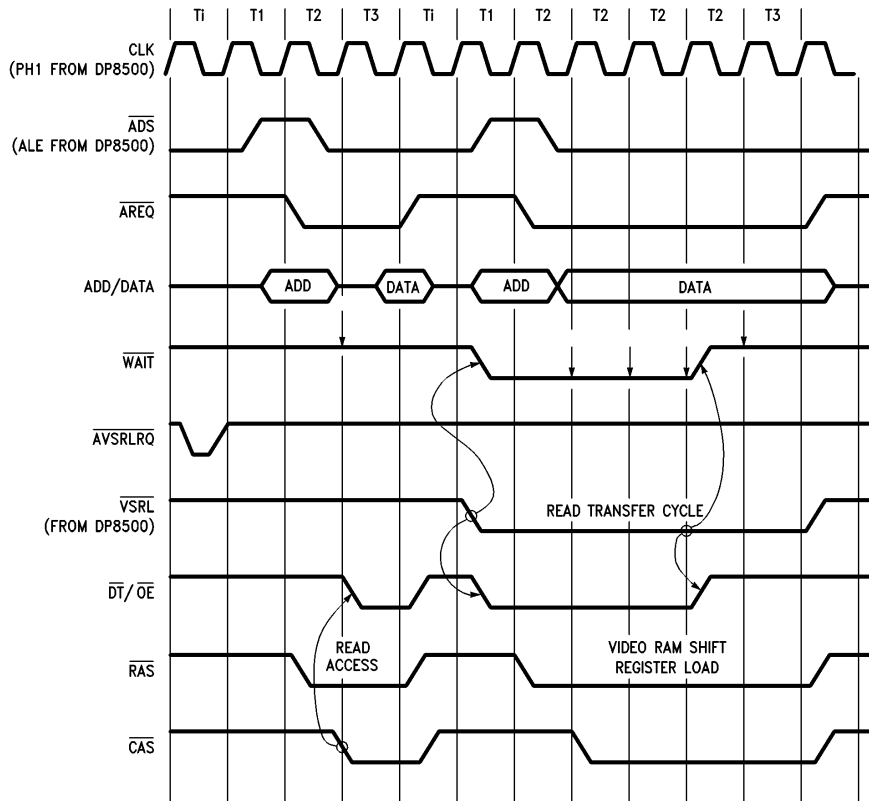 Ti T1 T2 T3 Ti T1 T2 T2 T2 T2 T3
CLK
(PH1 FROM DP8500)
ADS
(ALE FROM DP8500)
AREQ
ADD/DATA
ADD DATA ADD DATA
WAIT
AVSRLRQ
VSRL
(FROM DP8500)
READ TRANSFER CYCLE
DT/OE
READ
ACCESS
VIDEO RAM SHIFT
REGISTER LOAD
RAS
CAS